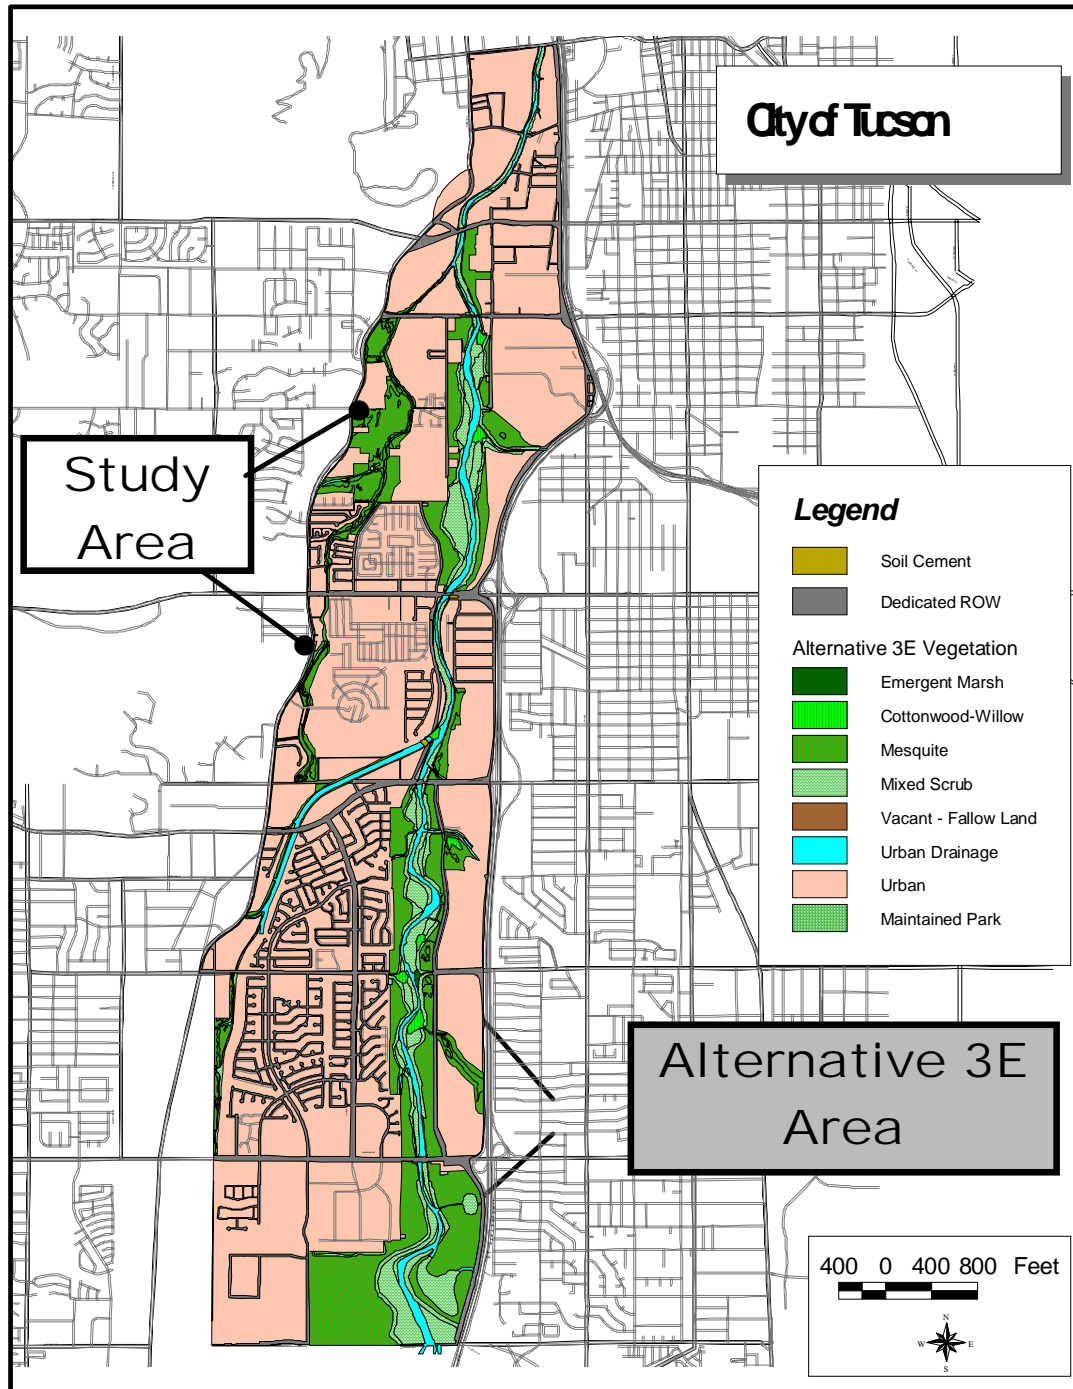 City of Tucson
Study
Area
Legend
Soil Cement
Dedicated ROW
Alternative 3E Vegetation
Emergent Marsh
Cottonwood-Willow
Mesquite
Mixed Scrub
Vacant - Fallow Land
Urban Drainage
Urban
Maintained Park
Alternative 3E
Area
400 0 400 800 Feet
N
W E
S